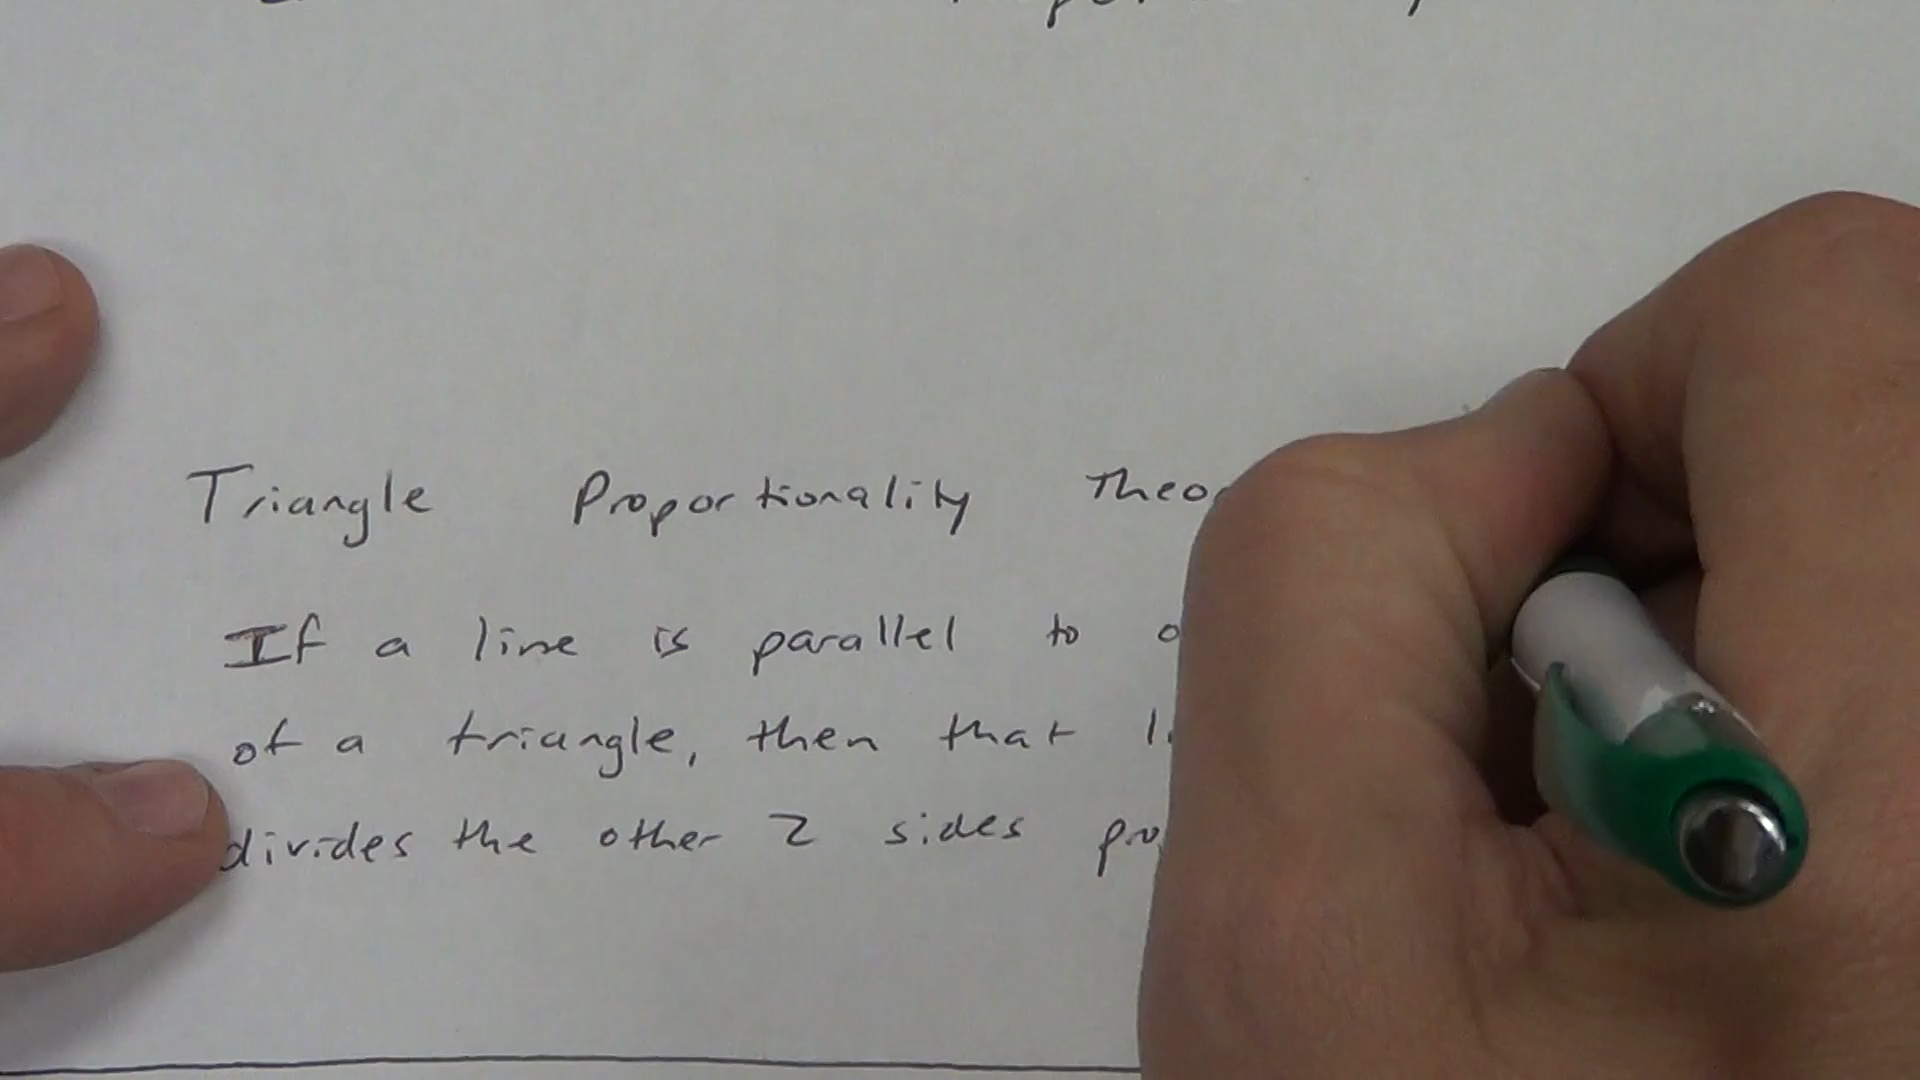 Triangle Proportionality
If a line is parallel to
of a triangle, then that
divides the other 2 sides